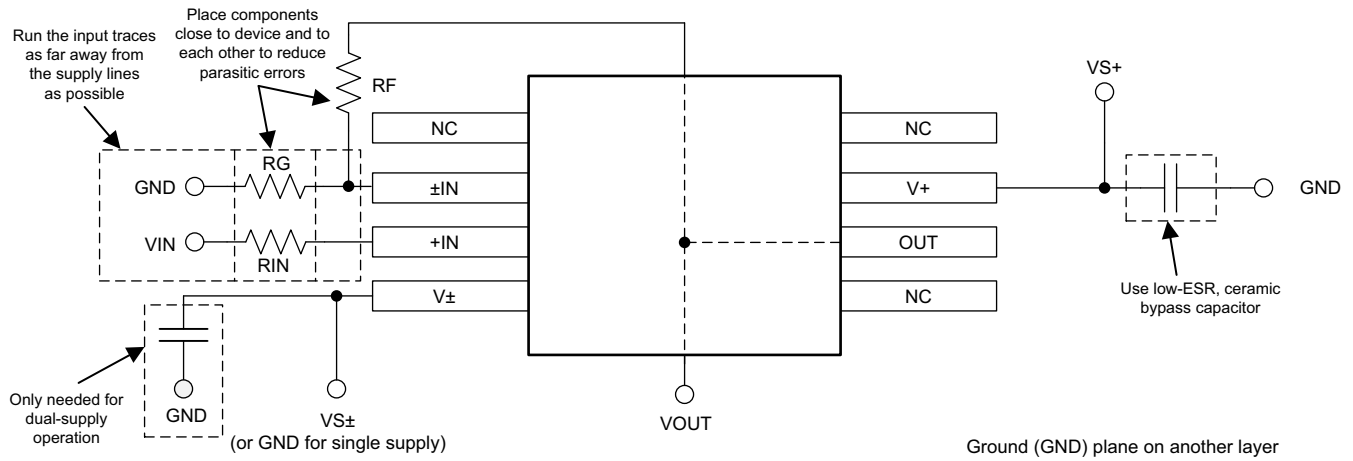 Run the input traces
as far away from
the supply lines
as possible
Place components
close to device and to
each other to reduce
parasitic errors
RF
NC
RG
GND
±IN
VIN
RIN
+IN
V±
GND
Only needed for
dual-supply
operation
VS±
(or GND for single supply)
VOUT
NC
V+
OUT
NC
VS+
GND
Use low-ESR, ceramic
bypass capacitor
Ground (GND) plane on another layer